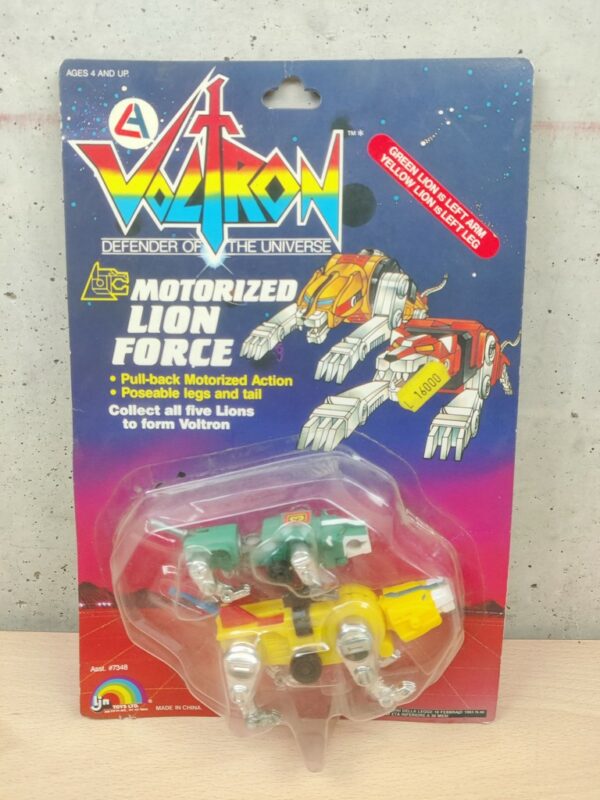 AGES 4 AND UP.
VOLTRON
TM*
DEFENDER OF THE UNIVERSE
GREEN LION is LEFT ARM
YELLOW LION is LEFT LEG
MOTORIZED
LION
FORCE
• Pull-back Motorized Action
• Poseable legs and tail
Collect all five Lions
to form Voltron
L. 16000
Asst. #7348
ljn
TOYS LTD.
®
MADE IN CHINA